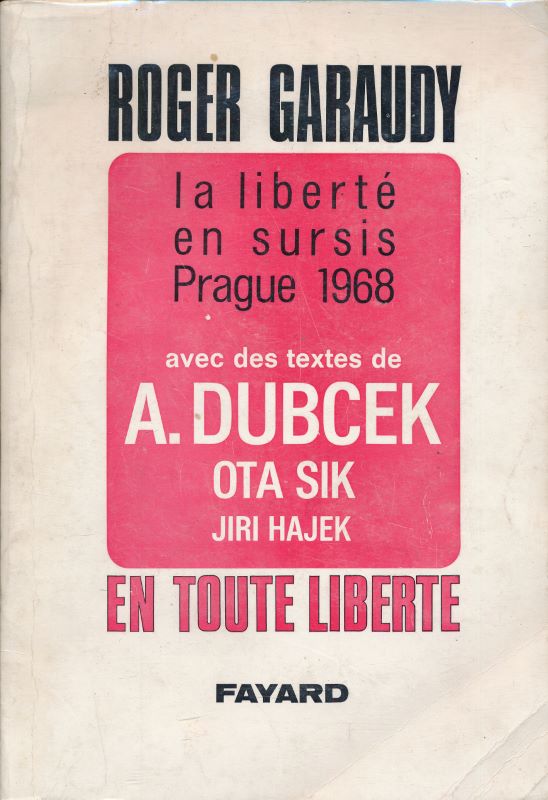 ROGER GARAUDY
la liberté
en sursis
Prague 1968
avec des textes de
A. DUBCEK
OTA SIK
JIRI HAJEK
EN TOUTE LIBERTE
FAYARD